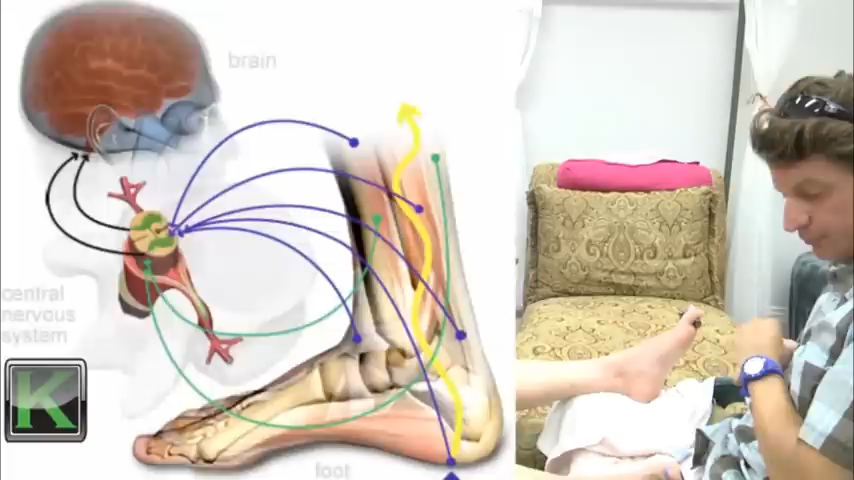 brain
central
nervous
system
K
foot